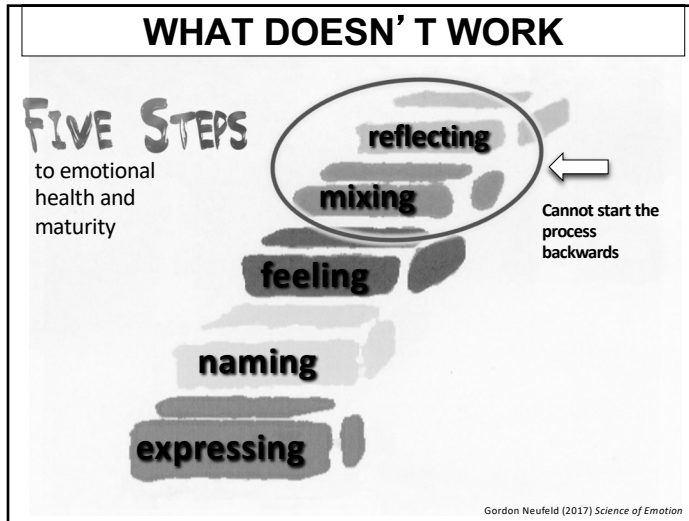 WHAT DOESN’ T WORK
FIVE STEPS
to emotional
health and
maturity
reflecting
mixing
Cannot start the
process
backwards
feeling
naming
expressing
Gordon Neufeld (2017) Science of Emotion